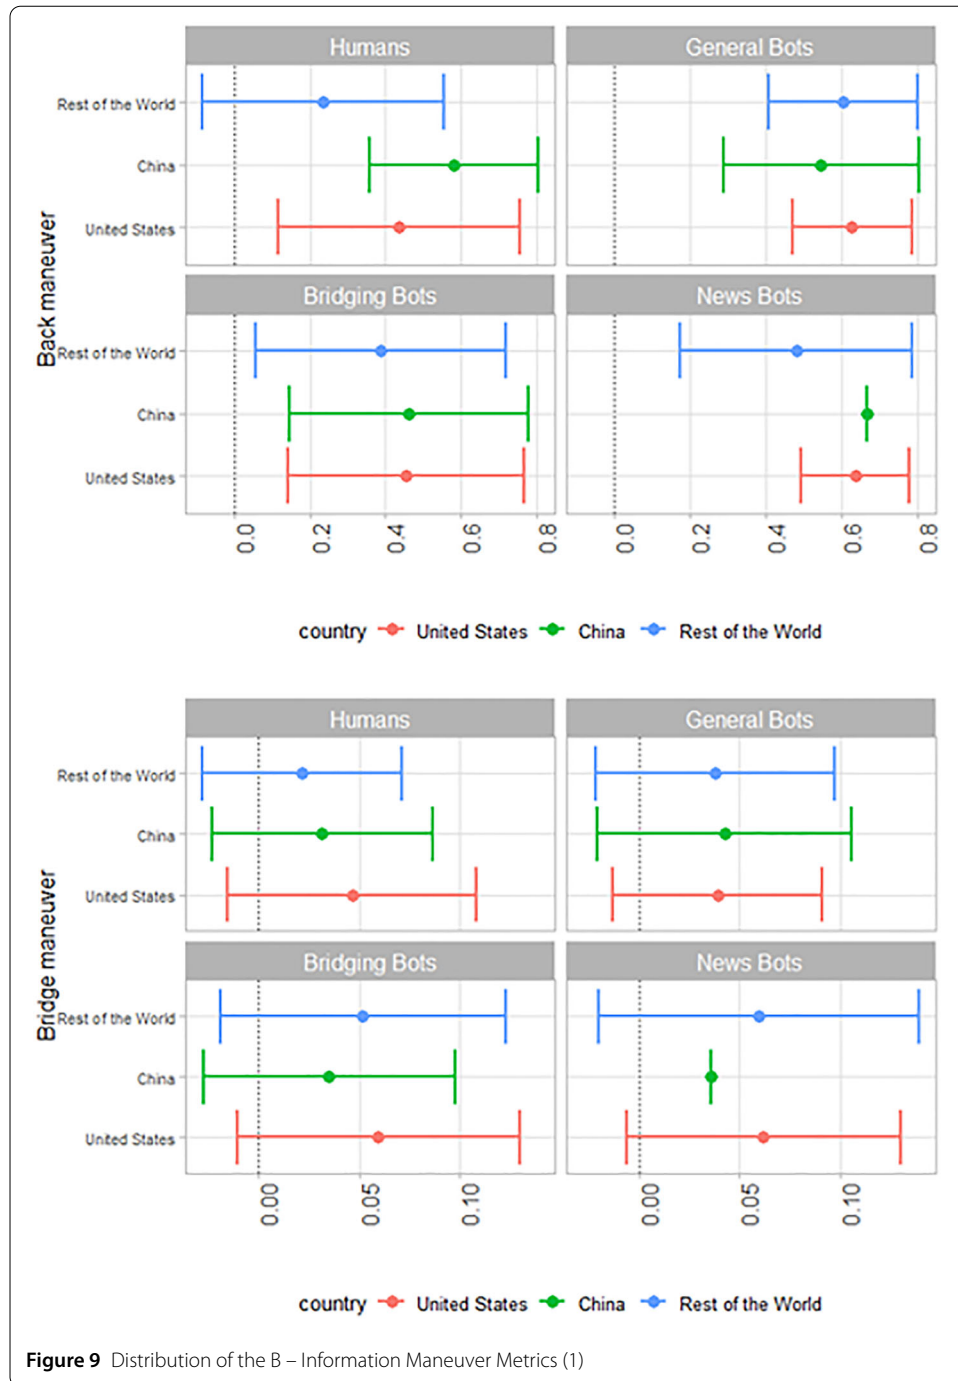 Humans
General Bots
Rest of the World
China
United States
Back maneuver
Bridging Bots
News Bots
Rest of the World
China
United States
0.0 0.2 0.4 0.6 0.8
0.0 0.2 0.4 0.6 0.8
country United States China Rest of the World
Humans
General Bots
Rest of the World
China
United States
Bridge maneuver
Bridging Bots
News Bots
Rest of the World
China
United States
0.00 0.05 0.10
0.00 0.05 0.10
country United States China Rest of the World
Figure 9 Distribution of the B – Information Maneuver Metrics (1)